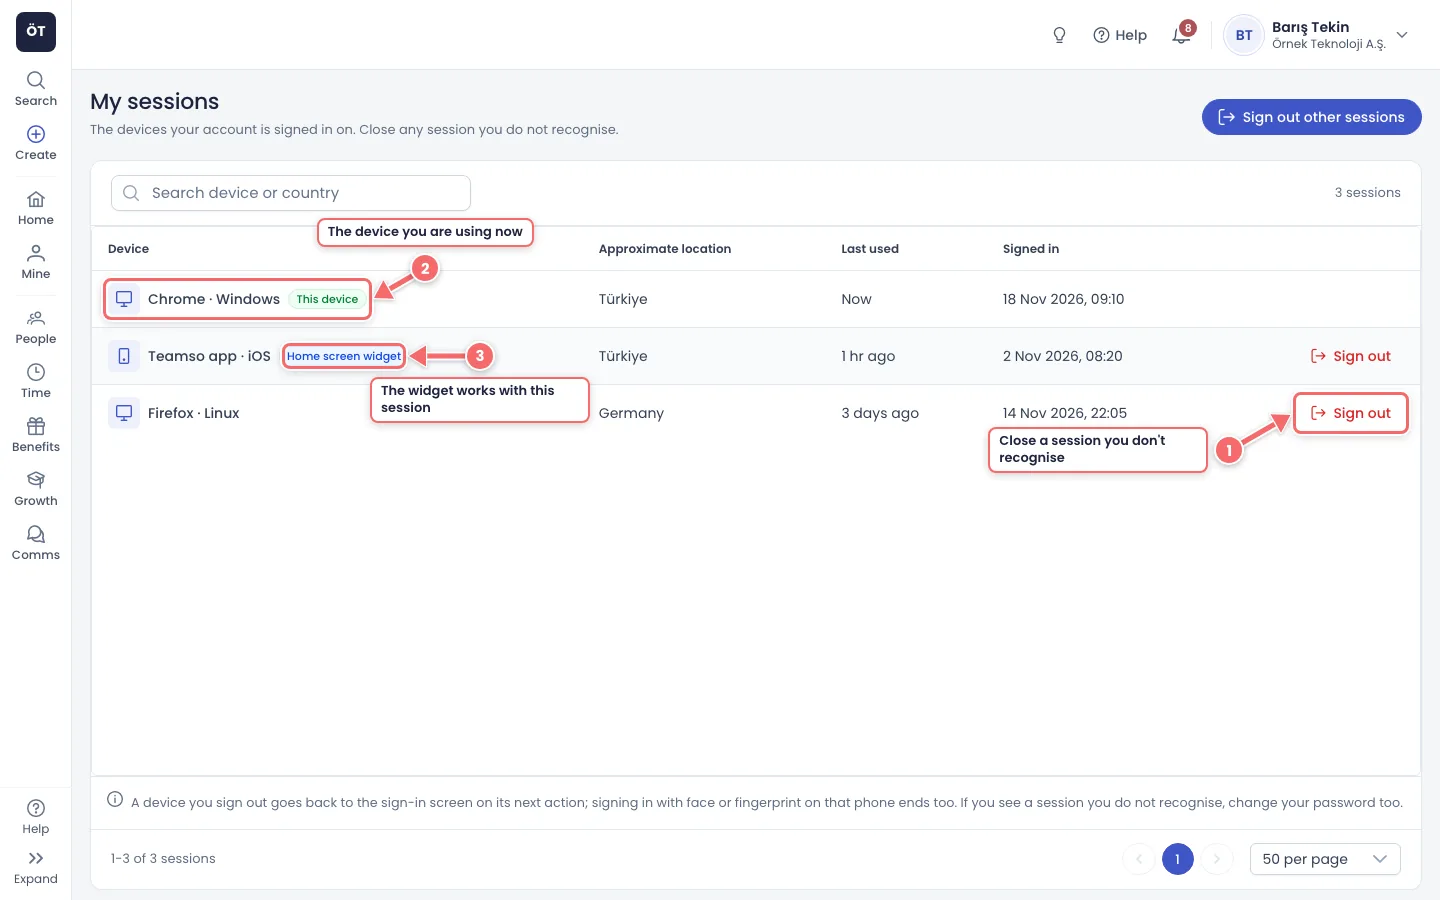 ÖT
Search
Create
Home
Mine
People
Time
Benefits
Growth
Comms
Help
Expand
Help
8
BT
Barış Tekin
Örnek Teknoloji A.Ş.
My sessions
The devices your account is signed in on. Close any session you do not recognise.
Sign out other sessions
Search device or country
3 sessions
The device you are using now
Device
Approximate location
Last used
Signed in
2
Chrome · Windows
This device
Türkiye
Now
18 Nov 2026, 09:10
Teamso app · iOS
Home screen widget
3
Türkiye
1 hr ago
2 Nov 2026, 08:20
Sign out
The widget works with this
session
Firefox · Linux
Germany
3 days ago
14 Nov 2026, 22:05
Sign out
Close a session you don't
recognise
1
A device you sign out goes back to the sign-in screen on its next action; signing in with face or fingerprint on that phone ends too. If you see a session you do not recognise, change your password too.
1-3 of 3 sessions
1
50 per page